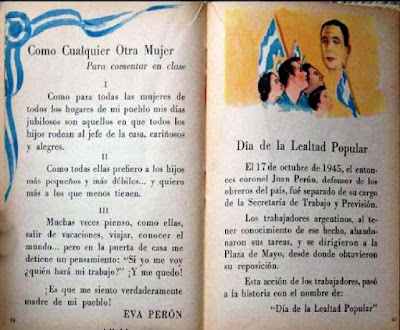 Como Cualquier Otra Mujer
Para comentar en clase
I
Como para todas las mujeres de
todos los hogares de mi pueblo mis días
jubilosos son aquellos en que todos los
hijos rodean al jefe de la casa, cariñosos
y alegres.
II
Como todas ellas prefiero a los hijos
más pequeños y más débiles... y quiero
más a los que menos tienen.
III
Muchas veces pienso, como ellas,
salir de vacaciones, viajar, conocer el
mundo... pero en la puerta de casa me
detiene un pensamiento: "Si yo me voy
¿quién hará mi trabajo?" ¡Y me quedo!
¡Es que me siento verdaderamente
madre de mi pueblo!
EVA PERÓN
Día de la Lealtad Popular
El 17 de octubre de 1945, el enton-
ces coronel Juan Perón, defensor de los
obreros del país, fué separado de su cargo
de la Secretaría de Trabajo y Previsión.
Los trabajadores argentinos, al te-
ner conocimiento de ese hecho, abando-
naron sus tareas, y se dirigieron a la
Plaza de Mayo, desde donde obtuvieron
su reposición.
Esta acción de los trabajadores, pasó
a la historia con el nombre de:
"Día de la Lealtad Popular"